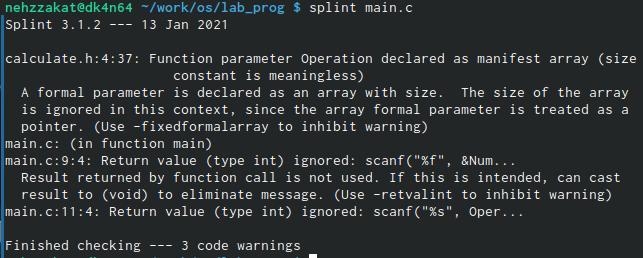 nehzzakat@dk4n64 ~/work/os/lab_prog $ splint main.c
Splint 3.1.2 --- 13 Jan 2021

calculate.h:4:37: Function parameter Operation declared as manifest array (size
                     constant is meaningless)
  A formal parameter is declared as an array with size.  The size of the array
  is ignored in this context, since the array formal parameter is treated as a
  pointer. (Use -fixedformalarray to inhibit warning)
main.c: (in function main)
main.c:9:4: Return value (type int) ignored: scanf("%f", &Num...
  Result returned by function call is not used. If this is intended, can cast
  result to (void) to eliminate message. (Use -retvalint to inhibit warning)
main.c:11:4: Return value (type int) ignored: scanf("%s", Oper...

Finished checking --- 3 code warnings